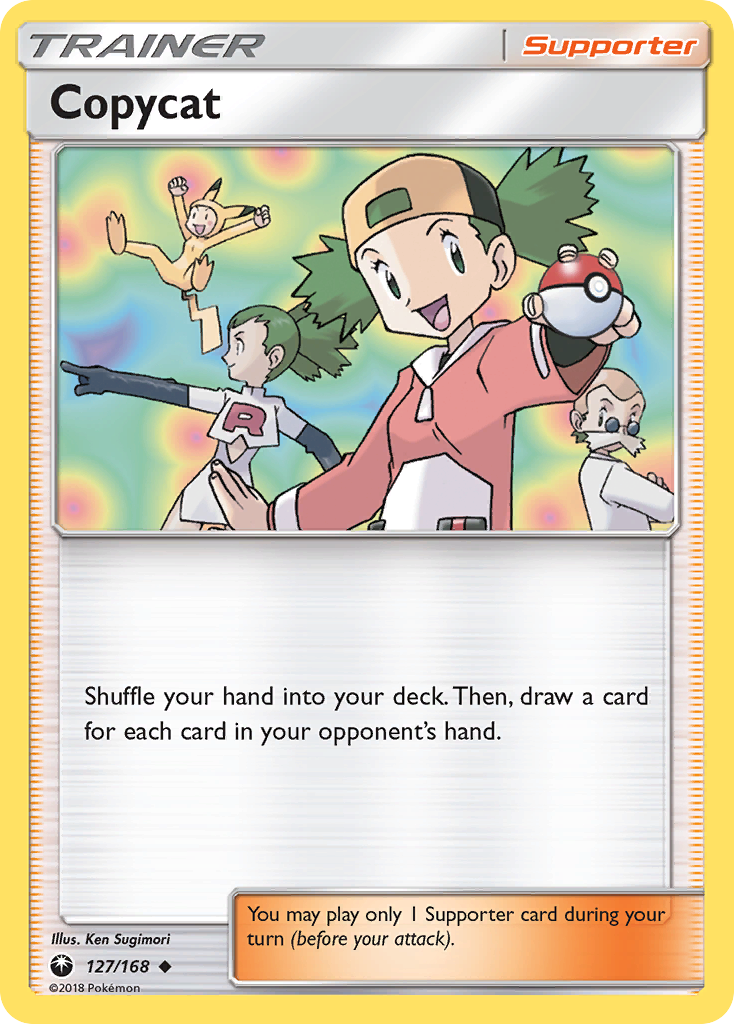 TRAINER
Supporter
Copycat
R
Shuffle your hand into your deck. Then, draw a card
for each card in your opponent's hand.
You may play only 1 Supporter card during your
turn (before your attack).
Illus. Ken Sugimori
127/168 ◆
©2018 Pokémon